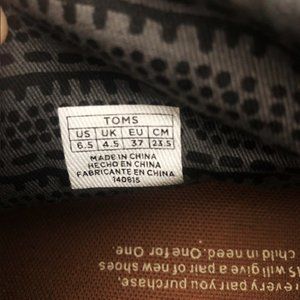 TOMS
US UK EU CM
6.5 4.5 37 23.5
MADE IN CHINA
HECHO EN CHINA
FABRICANTE EN CHINA
140615
every pair you purchase,
will give a pair of new shoes
child in need. One for One.